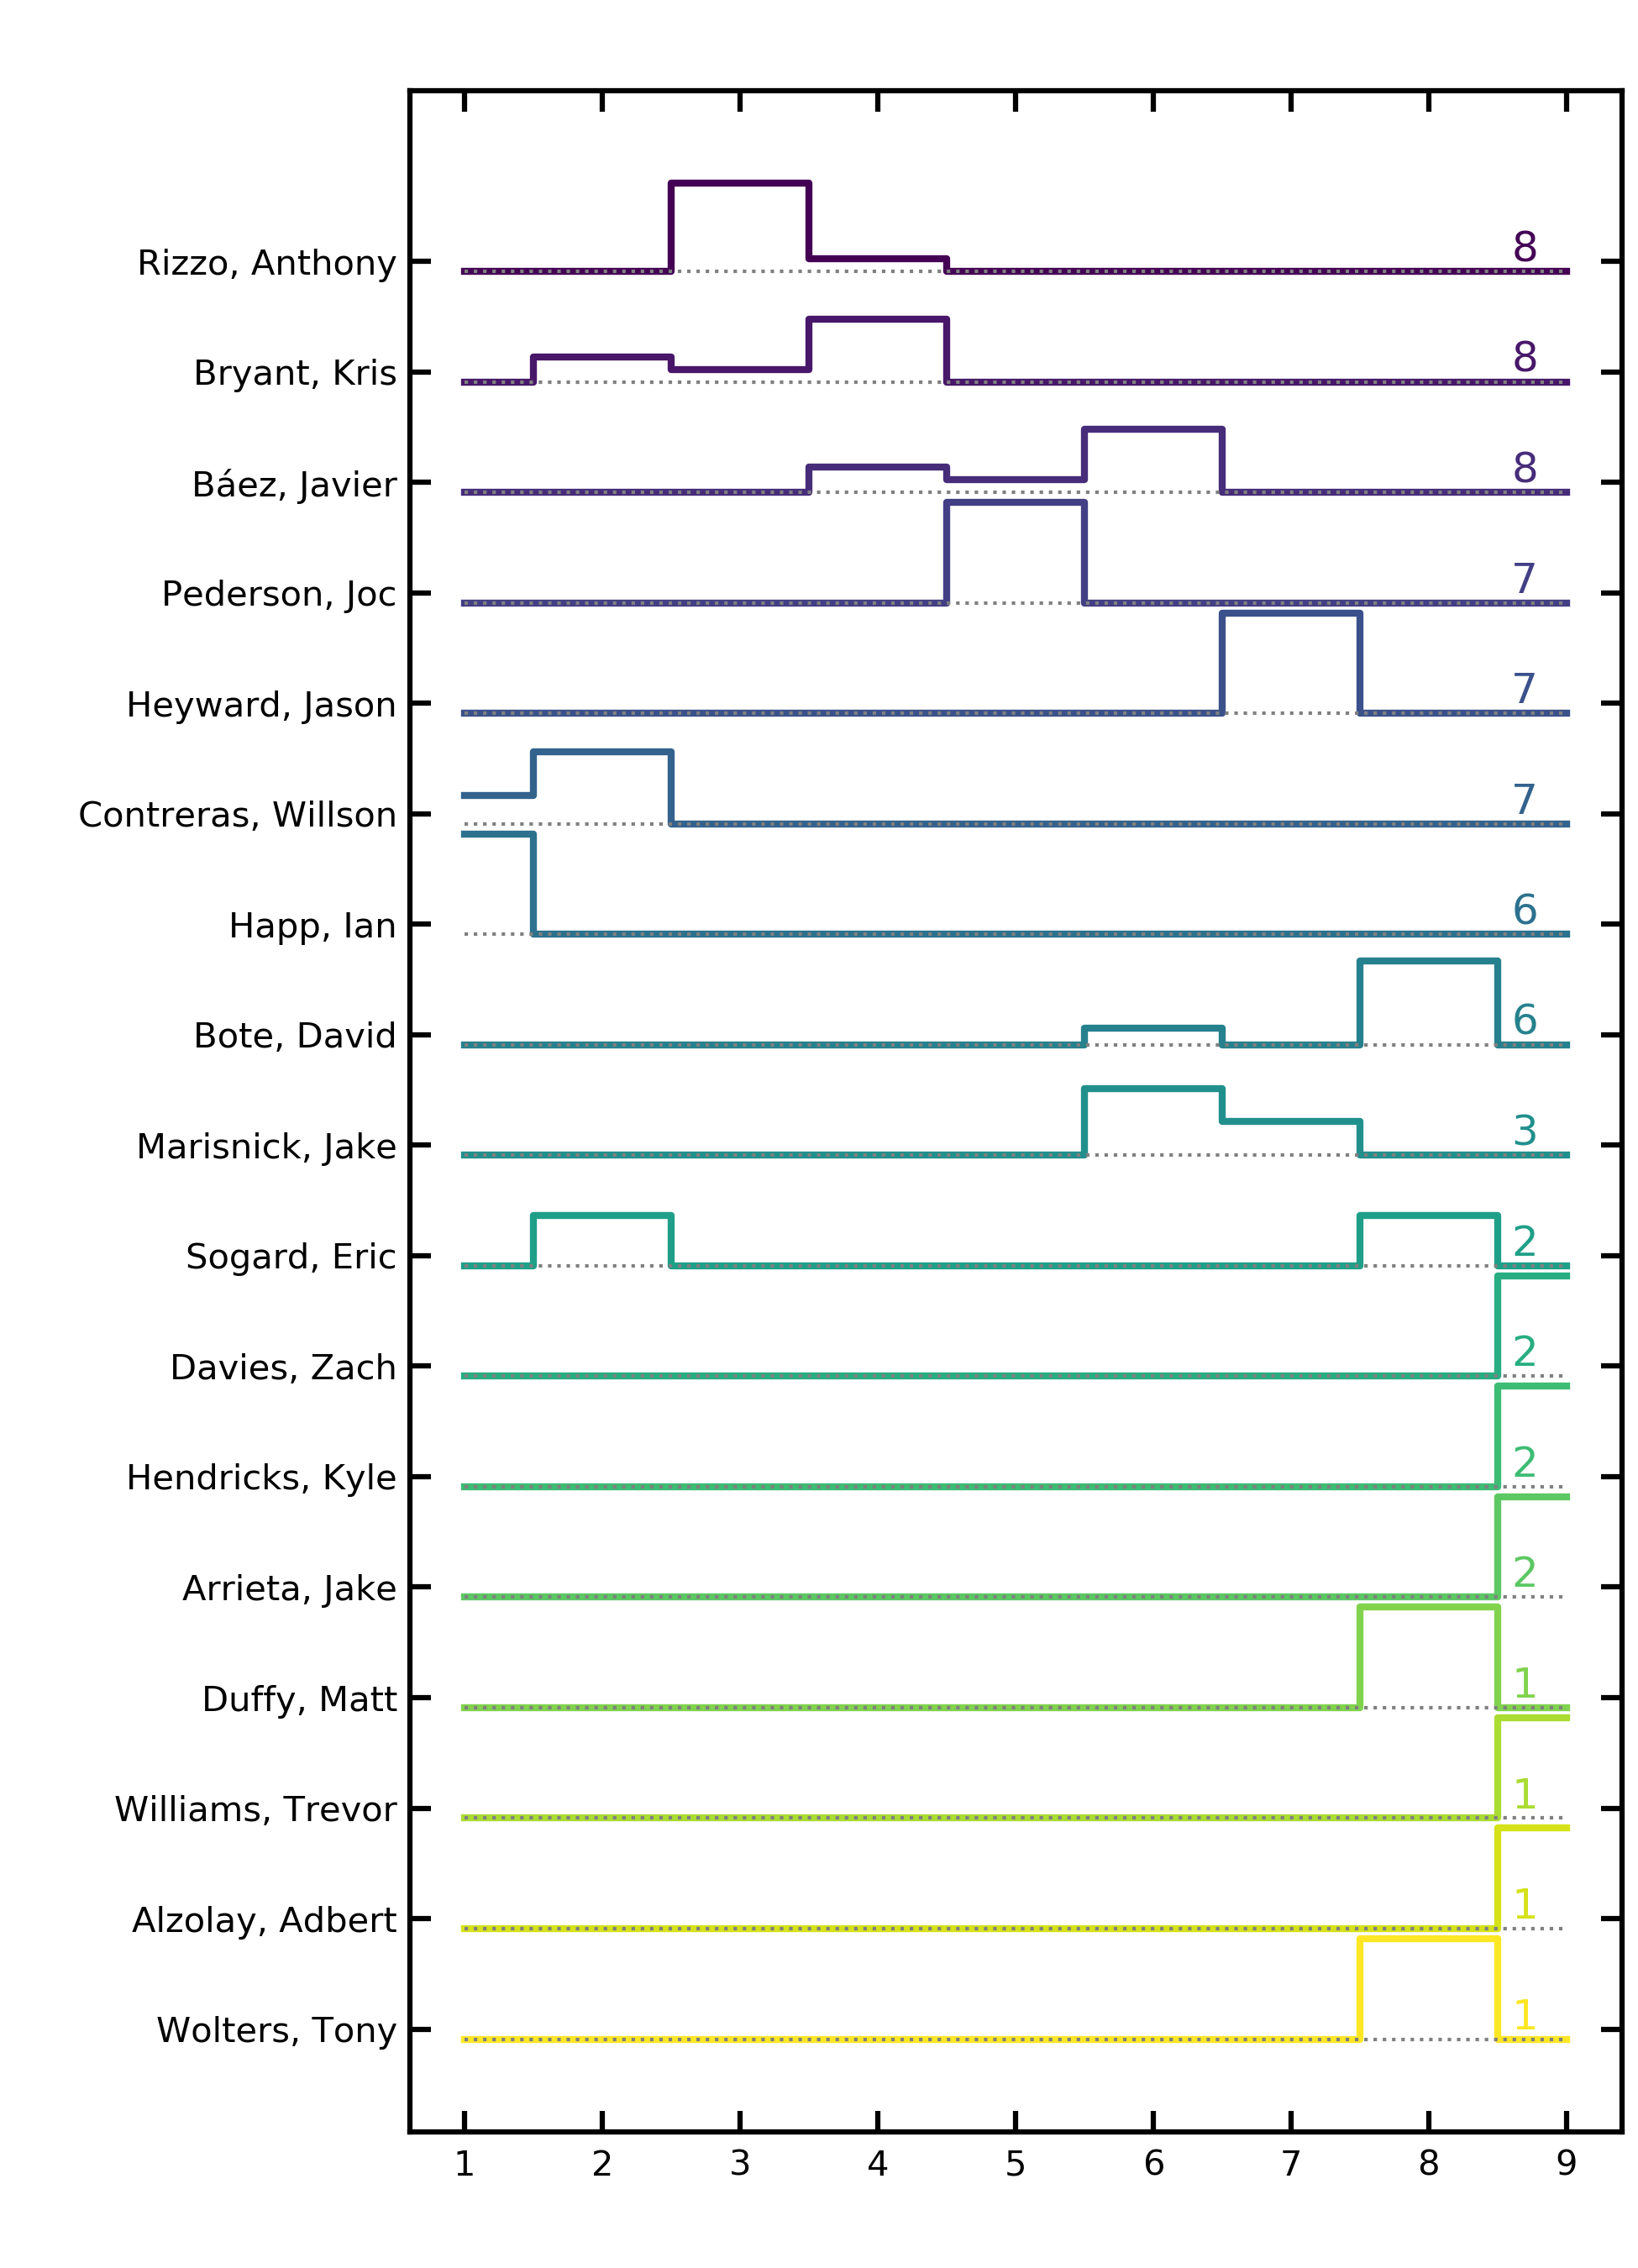 Rizzo, Anthony 8
Bryant, Kris 8
Báez, Javier 8
Pederson, Joc 7
Heyward, Jason 7
Contreras, Willson 7
Happ, Ian 6
Bote, David 6
Marisnick, Jake 3
Sogard, Eric 2
Davies, Zach 2
Hendricks, Kyle 2
Arrieta, Jake 2
Duffy, Matt 1
Williams, Trevor 1
Alzolay, Adbert 1
Wolters, Tony 1
1 2 3 4 5 6 7 8 9